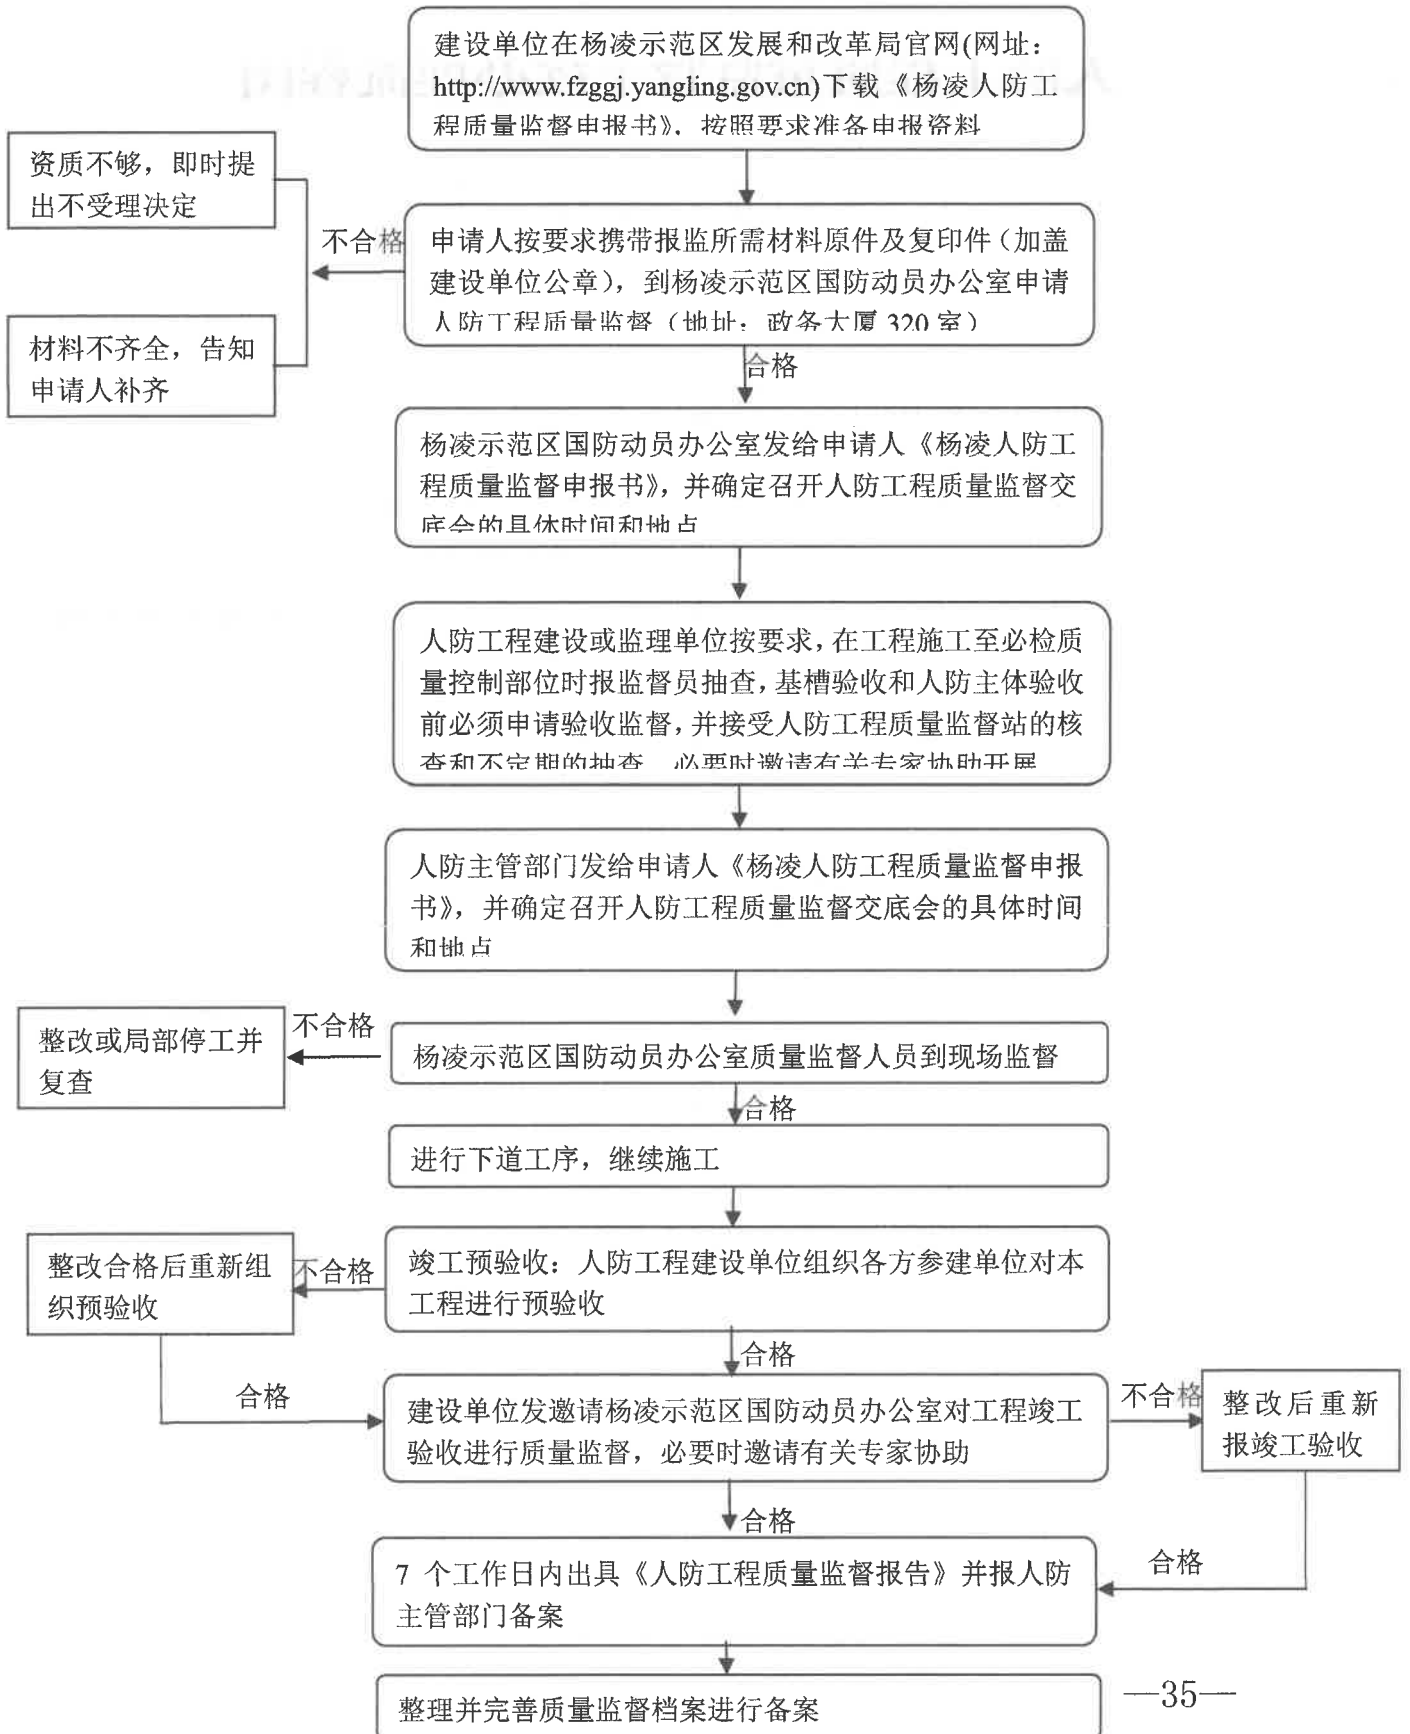 建设单位在杨凌示范区发展和改革局官网(网址：
http://www.fzggj.yangling.gov.cn)下载《杨凌人防工
程质量监督申报书》，按照要求准备申报资料
资质不够，即时提
出不受理决定
不合格
申请人按要求携带报监所需材料原件及复印件（加盖
建设单位公章），到杨凌示范区国防动员办公室申请
人防工程质量监督（地址：政务大厦 320 室）
材料不齐全，告知
申请人补齐
合格
杨凌示范区国防动员办公室发给申请人《杨凌人防工
程质量监督申报书》，并确定召开人防工程质量监督交
底会的具体时间和地点
人防工程建设或监理单位按要求，在工程施工至必检质
量控制部位时报监督员抽查，基槽验收和人防主体验收
前必须申请验收监督，并接受人防工程质量监督站的核
查和不定期的抽查，必要时邀请有关专家协助开展
人防主管部门发给申请人《杨凌人防工程质量监督申报
书》，并确定召开人防工程质量监督交底会的具体时间
和地点
整改或局部停工并
复查
不合格
杨凌示范区国防动员办公室质量监督人员到现场监督
合格
进行下道工序，继续施工
整改合格后重新组
织预验收
不合格
竣工预验收：人防工程建设单位组织各方参建单位对本
工程进行预验收
合格
合格
建设单位发邀请杨凌示范区国防动员办公室对工程竣工
验收进行质量监督，必要时邀请有关专家协助
不合格
整改后重新
报竣工验收
合格
7 个工作日内出具《人防工程质量监督报告》并报人防
主管部门备案
合格
整理并完善质量监督档案进行备案
—35—